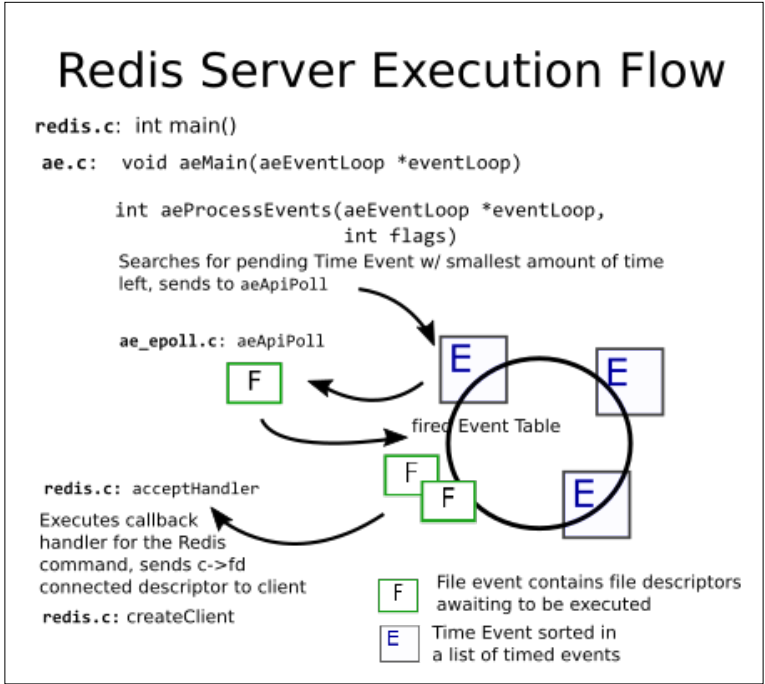 Redis Server Execution Flow
redis.c: int main()
ae.c: void aeMain(aeEventLoop *eventLoop)
int aeProcessEvents(aeEventLoop *eventLoop,
int flags)
Searches for pending Time Event w/ smallest amount of time
left, sends to aeApiPoll
ae_epoll.c: aeApiPoll
E
E
F
fired Event Table
F
F
E
redis.c: acceptHandler
Executes callback
handler for the Redis
command, sends c->fd
connected descriptor to client
redis.c: createClient
F
File event contains file descriptors
awaiting to be executed
E
Time Event sorted in
a list of timed events